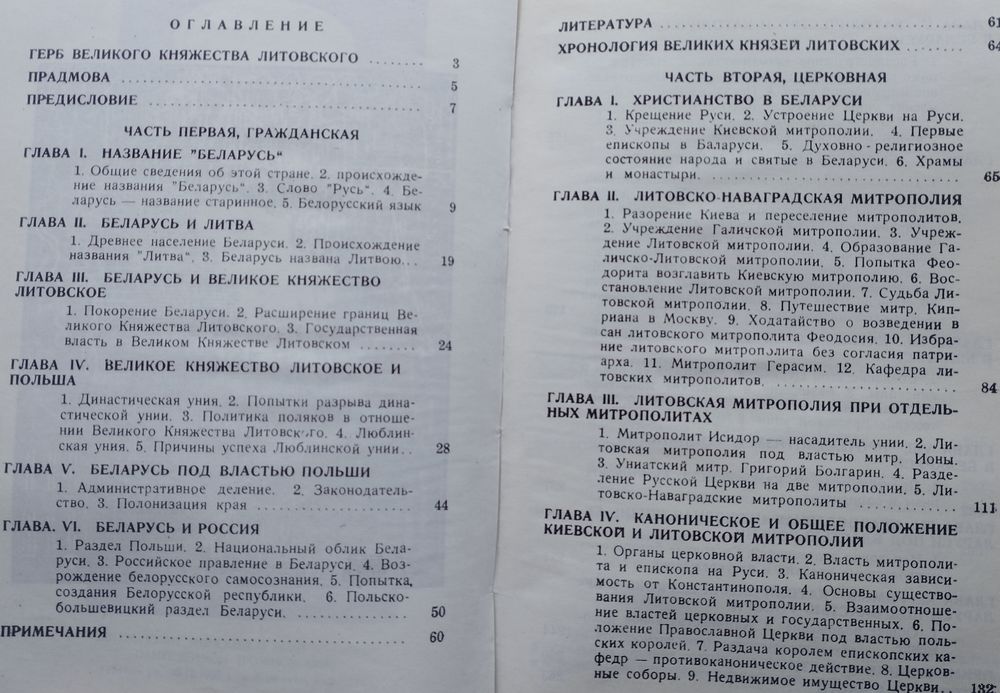 ОГЛАВЛЕНИЕ
ГЕРБ ВЕЛИКОГО КНЯЖЕСТВА ЛИТОВСКОГО ........ 3
ПРАДМОВА ........ 5
ПРЕДИСЛОВИЕ ........ 7
ЧАСТЬ ПЕРВАЯ, ГРАЖДАНСКАЯ
ГЛАВА I. НАЗВАНИЕ "БЕЛАРУСЬ"
1. Общие сведения об этой стране. 2. происхожде-
ние названия "Беларусь". 3. Слово "Русь". 4. Бе-
ларусь — название старинное. 5. Белорусский язык 9
ГЛАВА II. БЕЛАРУСЬ И ЛИТВА
1. Древнее население Беларуси. 2. Происхождение
названия "Литва". 3. Беларусь названа Литвою... 19
ГЛАВА III. БЕЛАРУСЬ И ВЕЛИКОЕ КНЯЖЕСТВО
ЛИТОВСКОЕ
1. Покорение Беларуси. 2. Расширение границ Ве-
ликого Княжества Литовского. 3. Государственная
власть в Великом Княжестве Литовском ........ 24
ГЛАВА IV. ВЕЛИКОЕ КНЯЖЕСТВО ЛИТОВСКОЕ И
ПОЛЬША
1. Династическая уния. 2. Попытки разрыва дина-
стической унии. 3. Политика поляков в отноше-
нии Великого Княжества Литовского. 4. Люблин-
ская уния. 5. Причины успеха Люблинской унии.. 28
ГЛАВА V. БЕЛАРУСЬ ПОД ВЛАСТЬЮ ПОЛЬШИ
1. Административное деление. 2. Законодатель-
ство. 3. Полонизация края ........ 44
ГЛАВА. VI. БЕЛАРУСЬ И РОССИЯ
1. Раздел Польши. 2. Национальный облик Бела-
руси. 3. Российское правление в Беларуси. 4. Воз-
рождение белорусского самосознания. 5. Попытка,
создания Белорусской республики. 6. Польско-
большевицкий раздел Беларуси. ........ 50
ПРИМЕЧАНИЯ ........ 60
ЛИТЕРАТУРА ........ 61
ХРОНОЛОГИЯ ВЕЛИКИХ КНЯЗЕЙ ЛИТОВСКИХ ........ 64
ЧАСТЬ ВТОРАЯ, ЦЕРКОВНАЯ
ГЛАВА I. ХРИСТИАНСТВО В БЕЛАРУСИ
1. Крещение Руси. 2. Устроение Церкви на Руси.
3. Учреждение Киевской митрополии. 4. Первые
епископы в Баларуси. 5. Духовно-религиозное
состояние народа и святые в Беларуси. 6. Храмы
и монастыри. ........ 65
ГЛАВА II. ЛИТОВСКО-НАВАГРАДСКАЯ МИТРОПОЛИЯ
1. Разорение Киева и переселение митрополитов.
2. Учреждение Галичской митрополии. 3. Учреж-
дение Литовской митрополии. 4. Образование Га-
личско-Литовской митрополии. 5. Попытка Фео-
дорита возглавить Киевскую митрополию. 6. Вос-
становление Литовской митрополии. 7. Судьба Ли-
товской митрополии. 8. Путешествие митр. Кип-
риана в Москву. 9. Ходатайство о возведении в
сан литовского митрополита Феодосия. 10. Избра-
ние литовского митрополита без согласия патри-
арха. 11. Митрополит Герасим. 12. Кафедра ли-
товских митрополитов. ........ 84
ГЛАВА III. ЛИТОВСКАЯ МИТРОПОЛИЯ ПРИ ОТДЕЛЬ-
НЫХ МИТРОПОЛИТАХ
1. Митрополит Исидор — насадитель унии. 2. Ли-
товская митрополия под властью митр. Ионы.
3. Униатский митр. Григорий Болгарин. 4. Разде-
ление Русской Церкви на две митрополии. 5. Ли-
товско-Наваградские митрополиты ........ 111
ГЛАВА IV. КАНОНИЧЕСКОЕ И ОБЩЕЕ ПОЛОЖЕНИЕ
КИЕВСКОЙ И ЛИТОВСКОЙ МИТРОПОЛИЙ
1. Органы церковной власти. 2. Власть митрополи-
та и епископа на Руси. 3. Каноническая зависи-
мость от Константинополя. 4. Основы существо-
вания Литовской митрополии. 5. Взаимоотноше-
ние властей церковных и государственных. 6. По-
ложение Православной Церкви под властью поль-
ских королей. 7. Раздача королем епископских ка-
федр — противоканоническое действие. 8. Церков-
ные соборы. 9. Недвижимое имущество Церкви.. 132